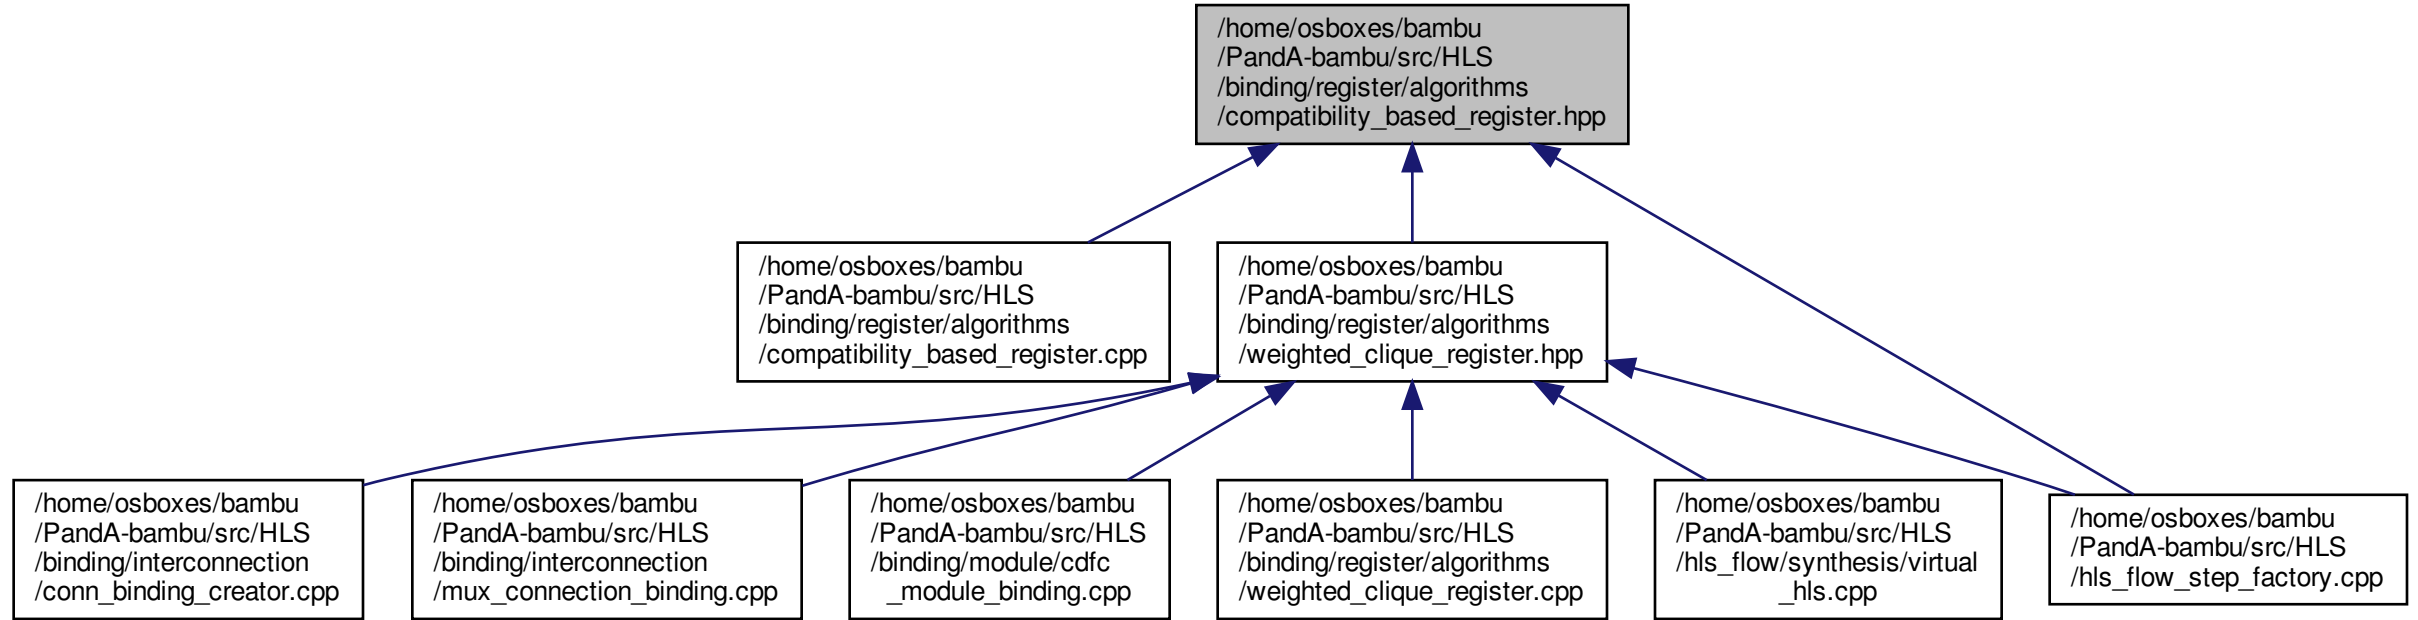 /home/osboxes/bambu
/PandA-bambu/src/HLS
/binding/register/algorithms
/compatibility_based_register.hpp
/home/osboxes/bambu
/PandA-bambu/src/HLS
/binding/register/algorithms
/compatibility_based_register.cpp
/home/osboxes/bambu
/PandA-bambu/src/HLS
/binding/register/algorithms
/weighted_clique_register.hpp
/home/osboxes/bambu
/PandA-bambu/src/HLS
/binding/interconnection
/conn_binding_creator.cpp
/home/osboxes/bambu
/PandA-bambu/src/HLS
/binding/interconnection
/mux_connection_binding.cpp
/home/osboxes/bambu
/PandA-bambu/src/HLS
/binding/module/cdfc
_module_binding.cpp
/home/osboxes/bambu
/PandA-bambu/src/HLS
/binding/register/algorithms
/weighted_clique_register.cpp
/home/osboxes/bambu
/PandA-bambu/src/HLS
/hls_flow/synthesis/virtual
_hls.cpp
/home/osboxes/bambu
/PandA-bambu/src/HLS
/hls_flow_step_factory.cpp